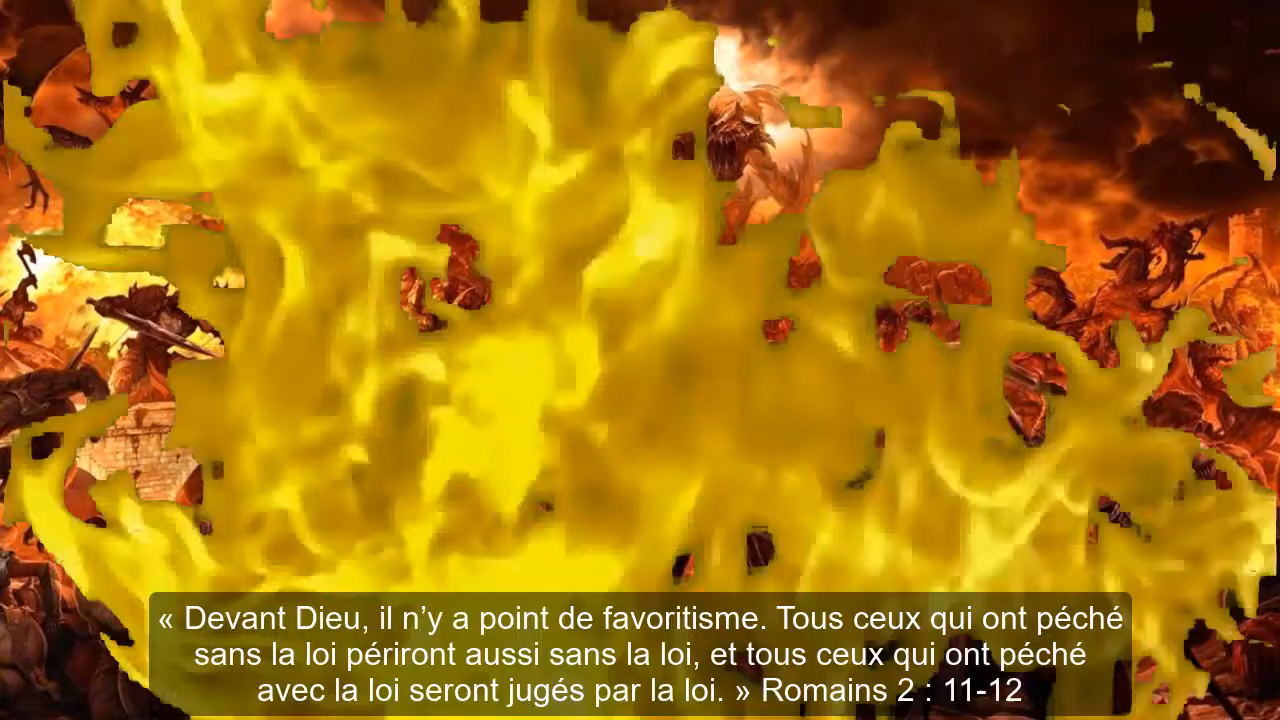 « Devant Dieu, il n’y a point de favoritisme. Tous ceux qui ont péché
sans la loi périront aussi sans la loi, et tous ceux qui ont péché
avec la loi seront jugés par la loi. » Romains 2 : 11-12